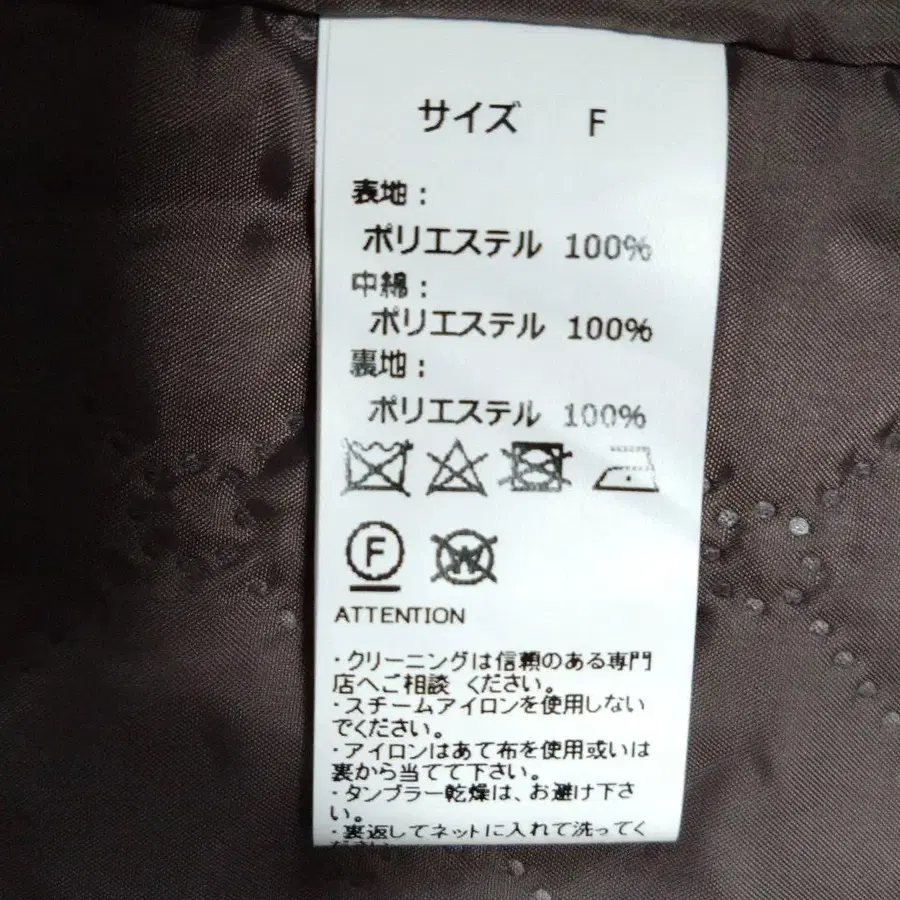 サイズ F
表地：
ポリエステル 100%
中綿：
ポリエステル 100%
裏地：
ポリエステル 100%
F W
ATTENTION
・クリーニングは信頼のある専門
店へご相談 ください。
・スチームアイロンを使用しない
でください。
・アイロンはあて布を使用或いは
裏から当てて下さい。
・タンブラー乾燥は、お避け下さ
い。
・裏返してネットに入れて洗ってく
ださい